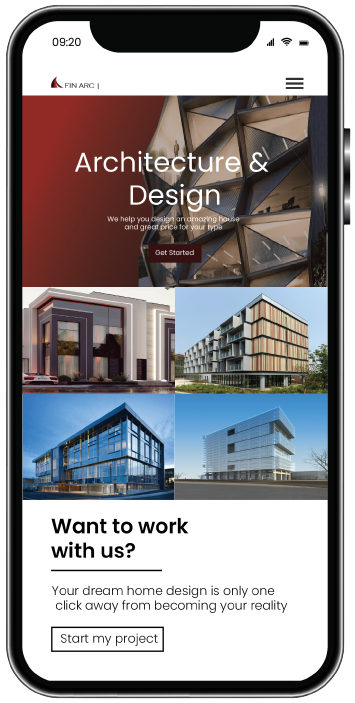 09:20
FIN ARC |
Architecture &
Design
We help you design an amazing house
and great price for your type
Get Started
Want to work
with us?
Your dream home design is only one
click away from becoming your reality
Start my project